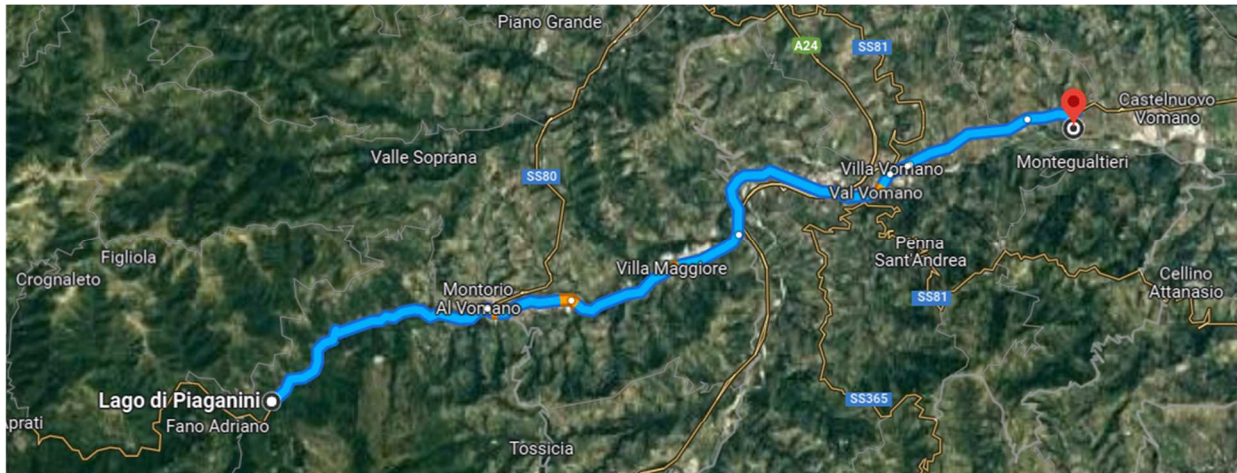 Piano Grande
A24
SS81
Castelnuovo
Vomano
Valle Soprana
SS80
Villa Vomano
Montegualtieri
Val Vomano
Figliola
Crognaleto
Villa Maggiore
Penna
Sant'Andrea
Montorio
Al Vomano
Cellino
Attanasio
SS81
Lago di Piaganini
Fano Adriano
SS365
Tossicia